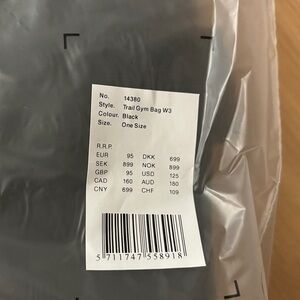 No. 14380
Style. Trail Gym Bag W3
Colour. Black
Size. One Size
R.R.P.
EUR 95 DKK 699
SEK 899 NOK 899
GBP 95 USD 125
CAD 160 AUD 180
CNY 699 CHF 109
5 711747 558918